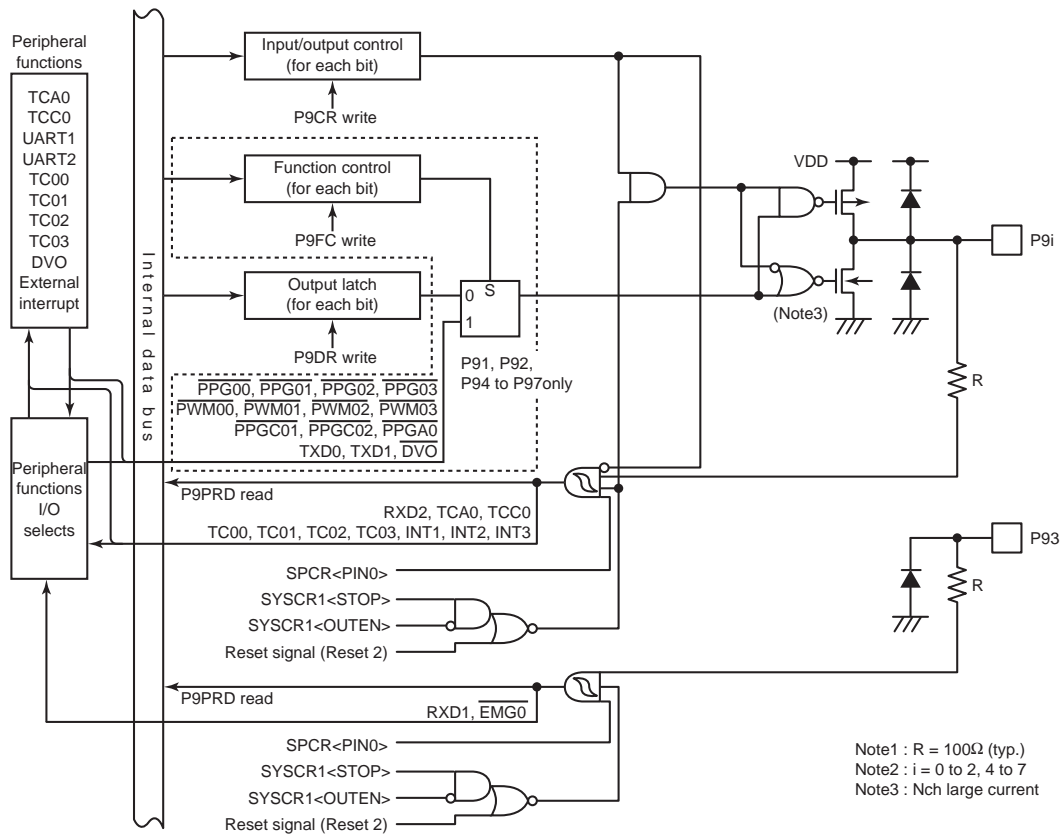 Peripheral
functions
TCA0
TCC0
UART1
UART2
TC00
TC01
TC02
TC03
DVO
External
interrupt
Peripheral
functions
I/O
selects
Internal data bus
Input/output control
(for each bit)
P9CR write
Function control
(for each bit)
P9FC write
Output latch
(for each bit)
P9DR write
0
S
1
P91, P92,
P94 to P97only
PPG00, PPG01, PPG02, PPG03
PWM00, PWM01, PWM02, PWM03
PPGC01, PPGC02, PPGA0
TXD0, TXD1, DVO
VDD
P9i
(Note3)
R
P9PRD read
RXD2, TCA0, TCC0
TC00, TC01, TC02, TC03, INT1, INT2, INT3
SPCR<PIN0>
SYSCR1<STOP>
SYSCR1<OUTEN>
Reset signal (Reset 2)
P93
R
P9PRD read
RXD1, EMG0
SPCR<PIN0>
SYSCR1<STOP>
SYSCR1<OUTEN>
Reset signal (Reset 2)
Note1 : R = 100Ω (typ.)
Note2 : i = 0 to 2, 4 to 7
Note3 : Nch large current